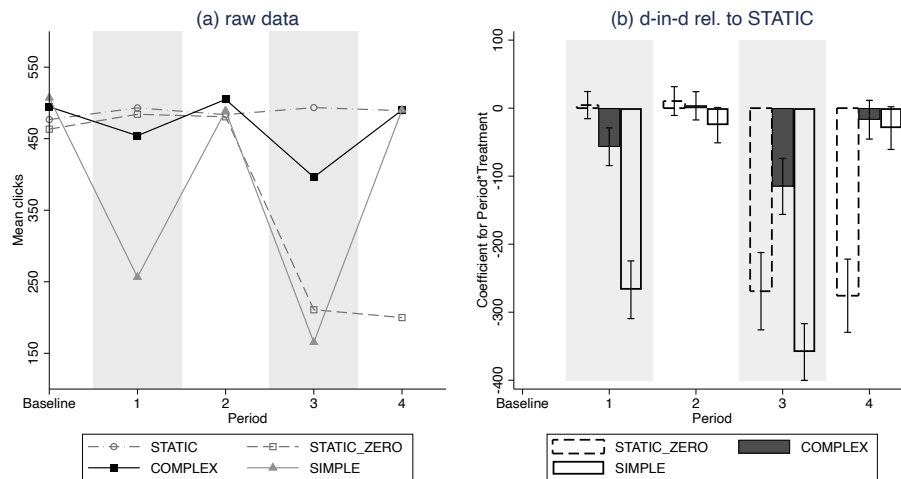 (a) raw data
Mean clicks
550
450
350
250
150
Baseline 1 2 3 4
Period
STATIC STATIC_ZERO
COMPLEX SIMPLE
(b) d-in-d rel. to STATIC
Coefficient for Period*Treatment
100
0
-100
-200
-300
-400
Baseline 1 2 3 4
Period
STATIC_ZERO COMPLEX
SIMPLE